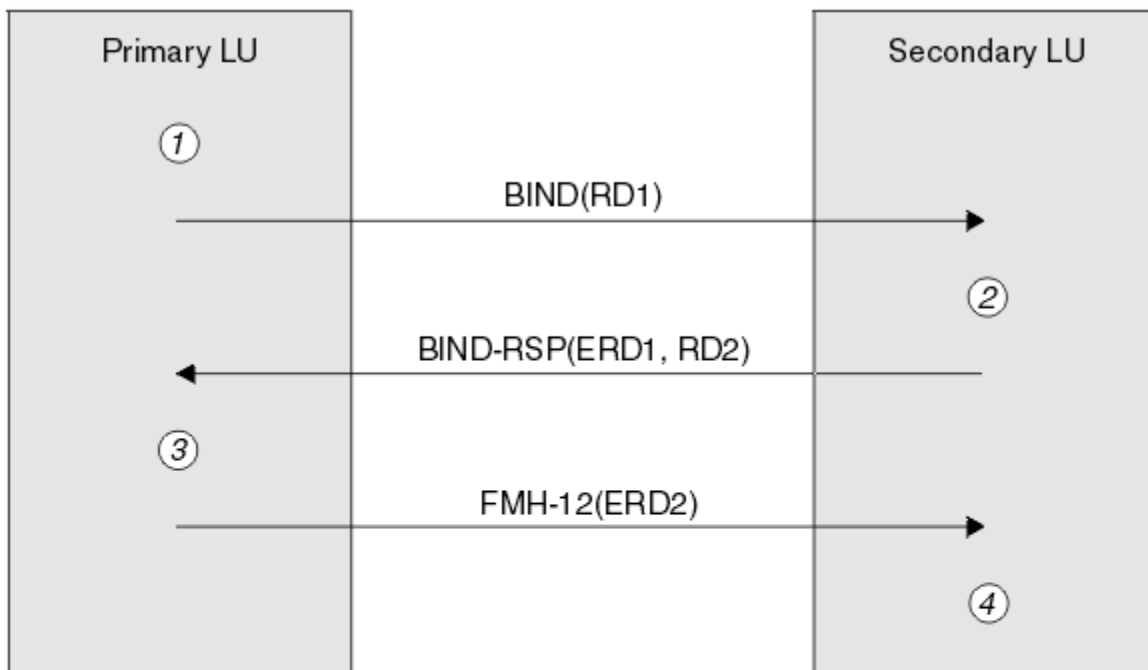 Primary LU
Secondary LU
1
BIND(RD1)
2
BIND-RSP(ERD1, RD2)
3
FMH-12(ERD2)
4